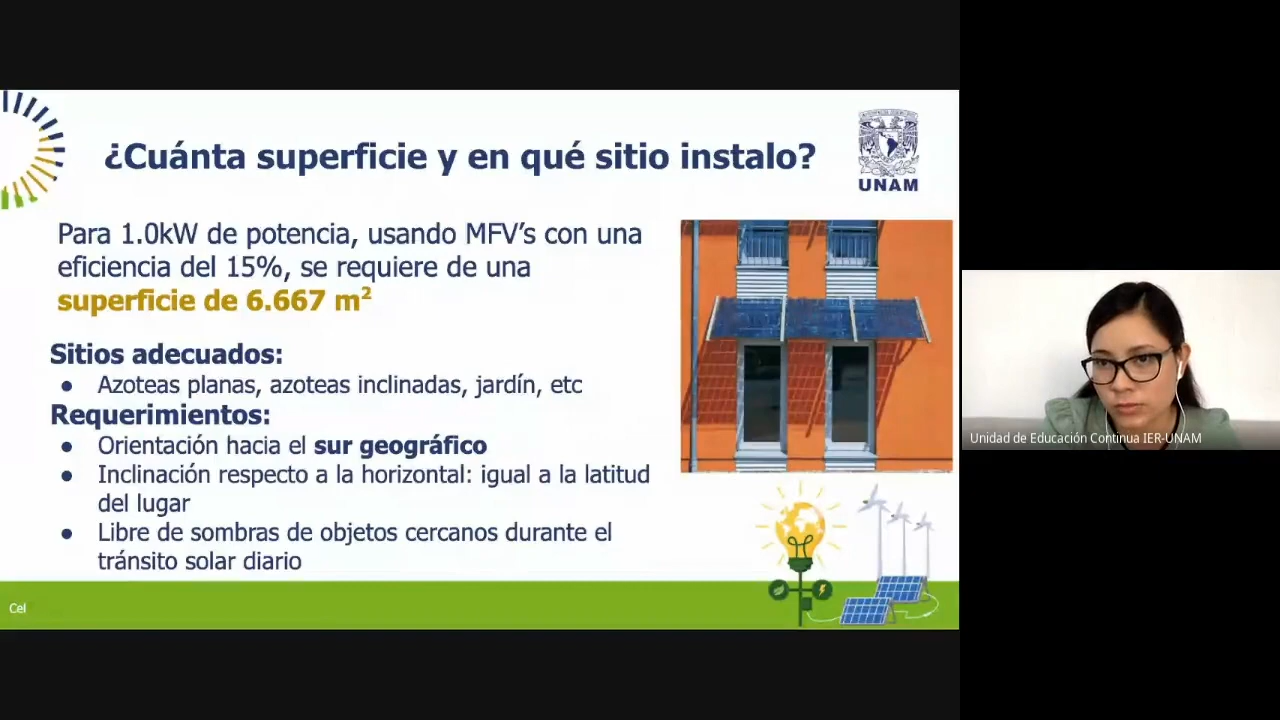 ¿Cuánta superficie y en qué sitio instalo?
UNAM
Para 1.0kW de potencia, usando MFV’s con una
eficiencia del 15%, se requiere de una
superficie de 6.667 m²
Sitios adecuados:
● Azoteas planas, azoteas inclinadas, jardín, etc
Requerimientos:
● Orientación hacia el sur geográfico
● Inclinación respecto a la horizontal: igual a la latitud
del lugar
● Libre de sombras de objetos cercanos durante el
tránsito solar diario
Cel
Unidad de Educación Continua IER-UNAM